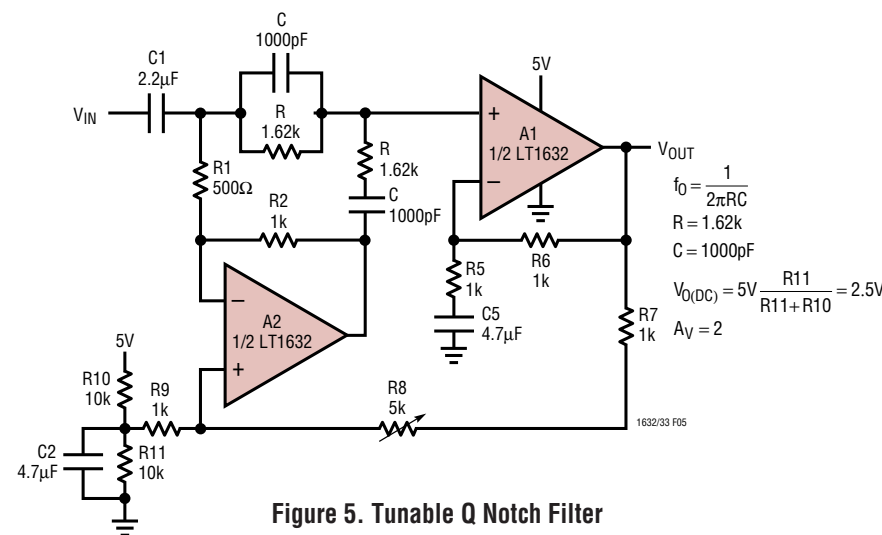 C
1000pF
C1
2.2µF
5V
VIN
R
1.62k
+
A1
1/2 LT1632
−
VOUT
R
1.62k
C
1000pF
R1
500Ω
R2
1k
fO = 1
2πRC
R = 1.62k
C = 1000pF
VO(DC) = 5V R11 = 2.5V
R11+R10
AV = 2
R5
1k
R6
1k
C5
4.7µF
R7
1k
−
A2
1/2 LT1632
+
5V
R10
10k
R9
1k
R8
5k
C2
4.7µF
R11
10k
1632/33 F05
Figure 5. Tunable Q Notch Filter